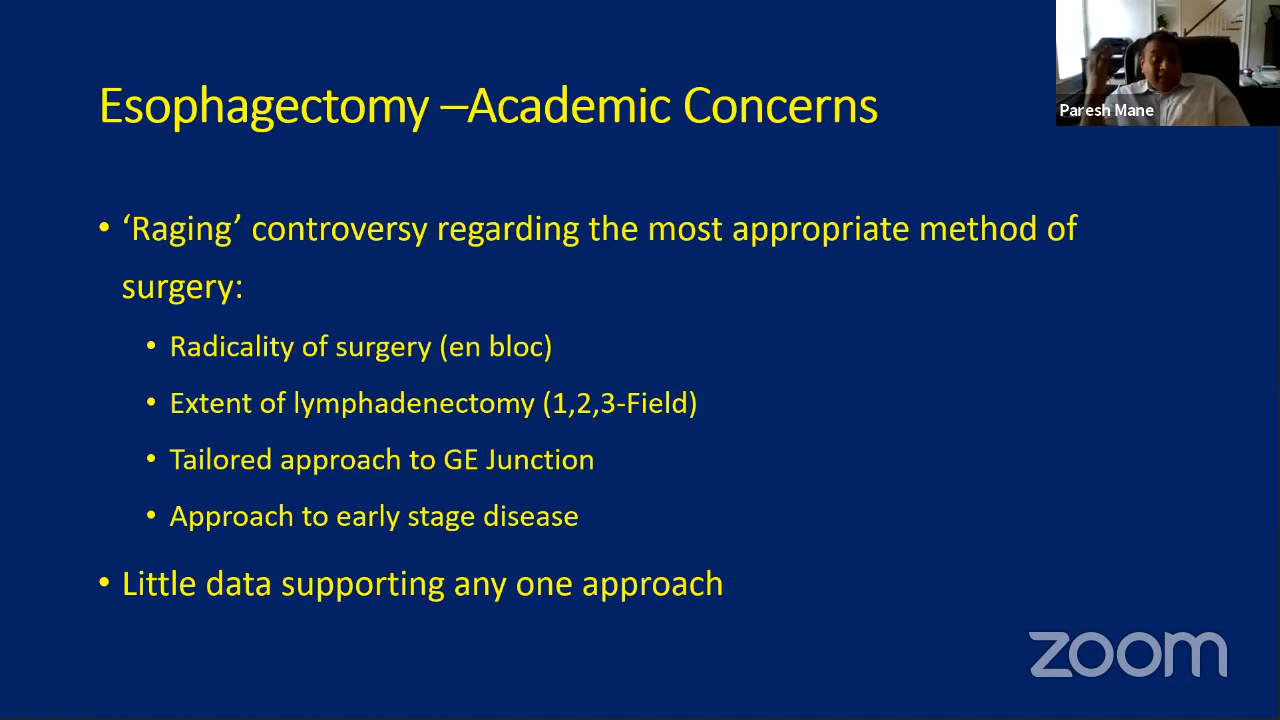 Esophagectomy –Academic Concerns
Paresh Mane
• ‘Raging’ controversy regarding the most appropriate method of
surgery:
• Radicality of surgery (en bloc)
• Extent of lymphadenectomy (1,2,3-Field)
• Tailored approach to GE Junction
• Approach to early stage disease
• Little data supporting any one approach
zoom